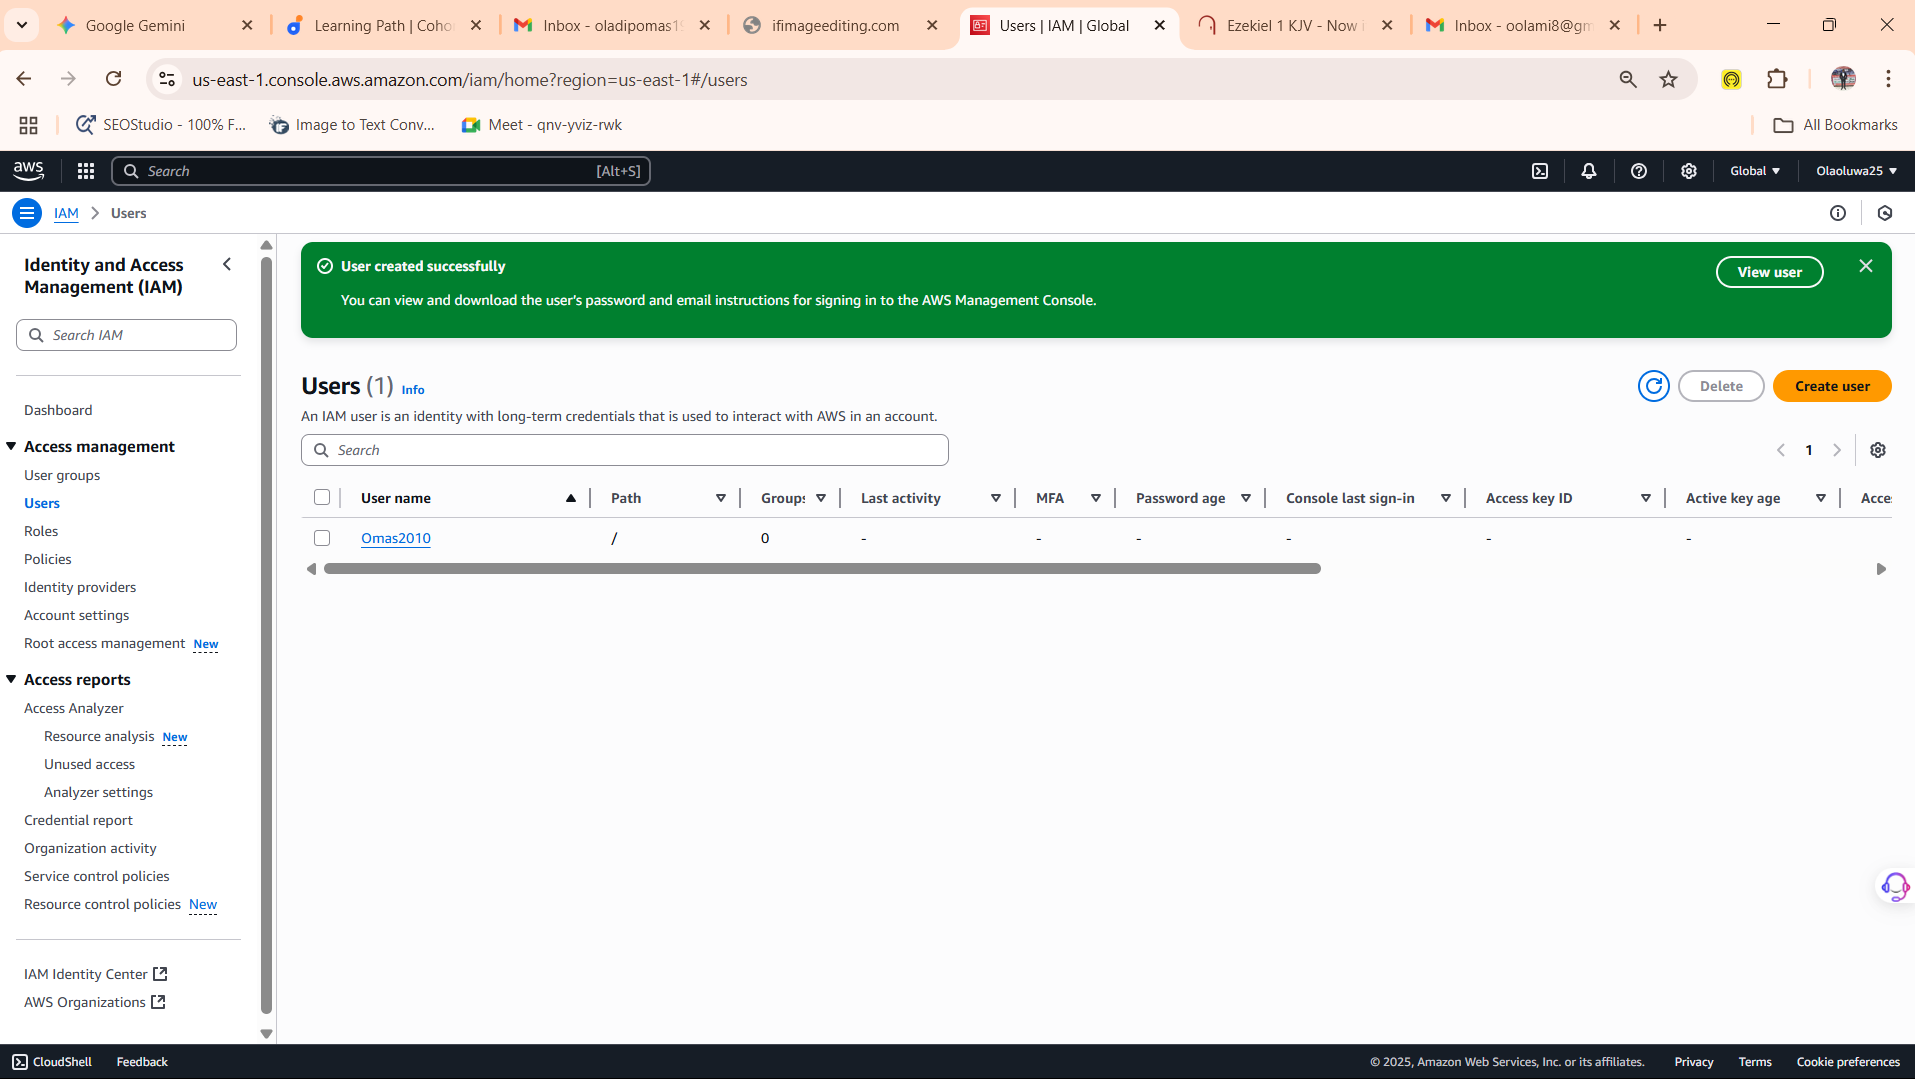 Google Gemini
Learning Path | Coho
Inbox - oladipomas19
ifimageediting.com
Users | IAM | Global
Ezekiel 1 KJV - Now i
Inbox - oolami8@gm
us-east-1.console.aws.amazon.com/iam/home?region=us-east-1#/users
SEOStudio - 100% F...
Image to Text Conv...
Meet - qnv-yviz-rwk
All Bookmarks
aws
Search [Alt+S]
Global
Olaoluwa25
IAM > Users
Identity and Access
Management (IAM)
Search IAM
Dashboard
Access management
User groups
Users
Roles
Policies
Identity providers
Account settings
Root access management New
Access reports
Access Analyzer
Resource analysis New
Unused access
Analyzer settings
Credential report
Organization activity
Service control policies
Resource control policies New
IAM Identity Center
AWS Organizations
User created successfully
You can view and download the user's password and email instructions for signing in to the AWS Management Console.
View user
Users (1) Info
Delete
Create user
An IAM user is an identity with long-term credentials that is used to interact with AWS in an account.
Search
1
User name Path Groups Last activity MFA Password age Console last sign-in Access key ID Active key age Acce
Omas2010 / 0 - - - - - -
CloudShell Feedback
© 2025, Amazon Web Services, Inc. or its affiliates. Privacy Terms Cookie preferences